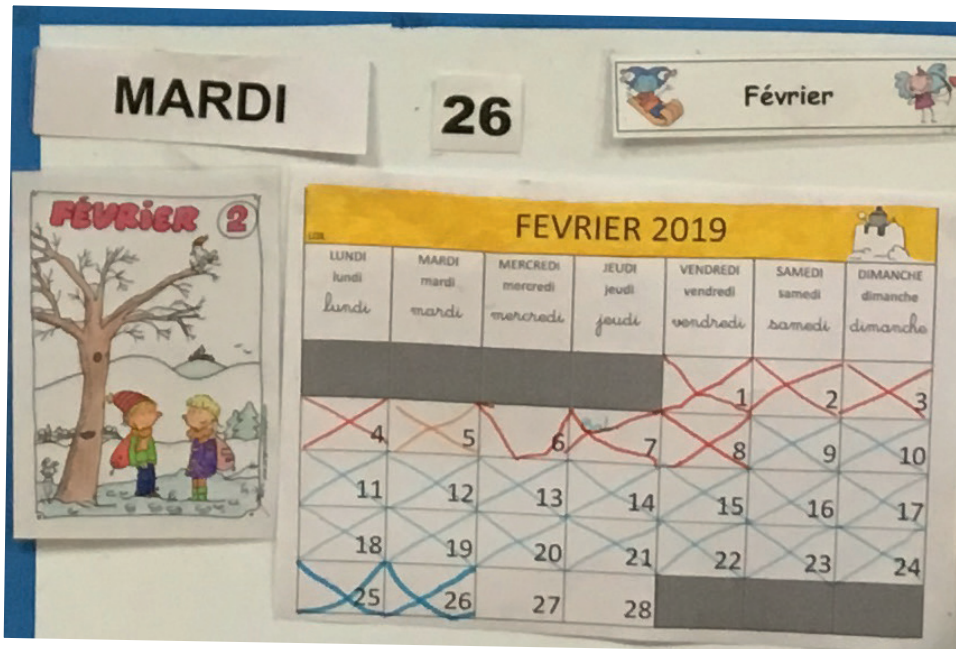 MARDI
26
Février
FÉVRIER 2
FEVRIER 2019
LUNDI MARDI MERCREDI JEUDI VENDREDI SAMEDI DIMANCHE
lundi mardi mercredi jeudi vendredi samedi dimanche
lundi mardi mercredi jeudi vendredi samedi dimanche
1 2 3
4 5 6 7 8 9 10
11 12 13 14 15 16 17
18 19 20 21 22 23 24
25 26 27 28